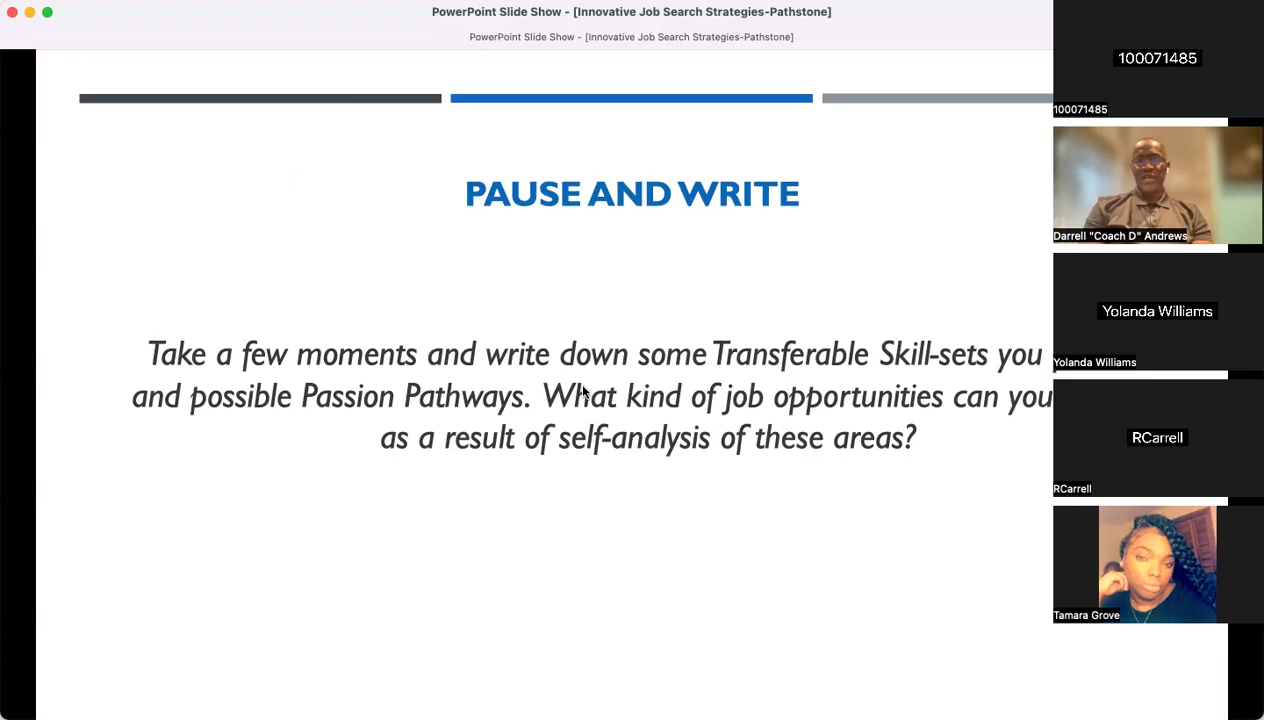 PowerPoint Slide Show - [Innovative Job Search Strategies-Pathstone]
PowerPoint Slide Show - [Innovative Job Search Strategies-Pathstone]
PAUSE AND WRITE
Take a few moments and write down some Transferable Skill-sets you
and possible Passion Pathways. What kind of job opportunities can you
as a result of self-analysis of these areas?
100071485
100071485
Darrell "Coach D" Andrews
Yolanda Williams
Yolanda Williams
RCarrell
RCarrell
Tamara Grove